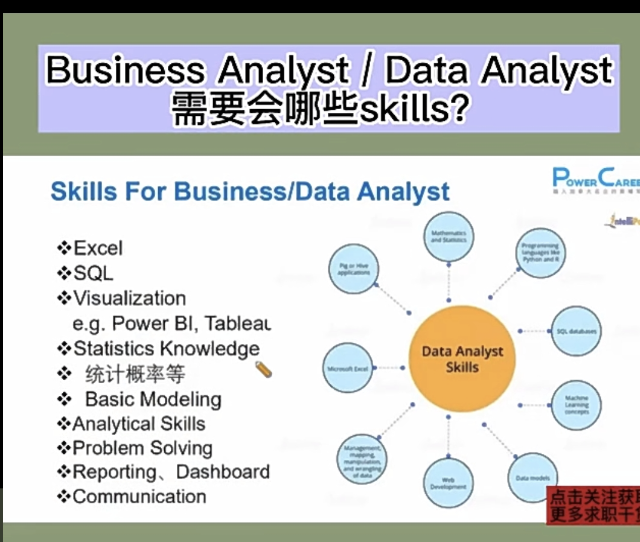 Business Analyst / Data Analyst
需要会哪些skills?
Skills For Business/Data Analyst
❖Excel
❖SQL
❖Visualization
e.g. Power BI, Tableau
❖Statistics Knowledge
❖ 统计概率等
❖ Basic Modeling
❖Analytical Skills
❖Problem Solving
❖Reporting、Dashboard
❖Communication
POWER CAREE
Mathematics
and Statistics
Programming
languages like
Python and R
Pig or Hive
applications
SQL databases
Data Analyst
Skills
Microsoft Excel
Machine
Learning
concepts
Management,
mapping,
manipulation,
and wrangling
of data
Web
Development
Data models
点击关注获取
更多求职干货